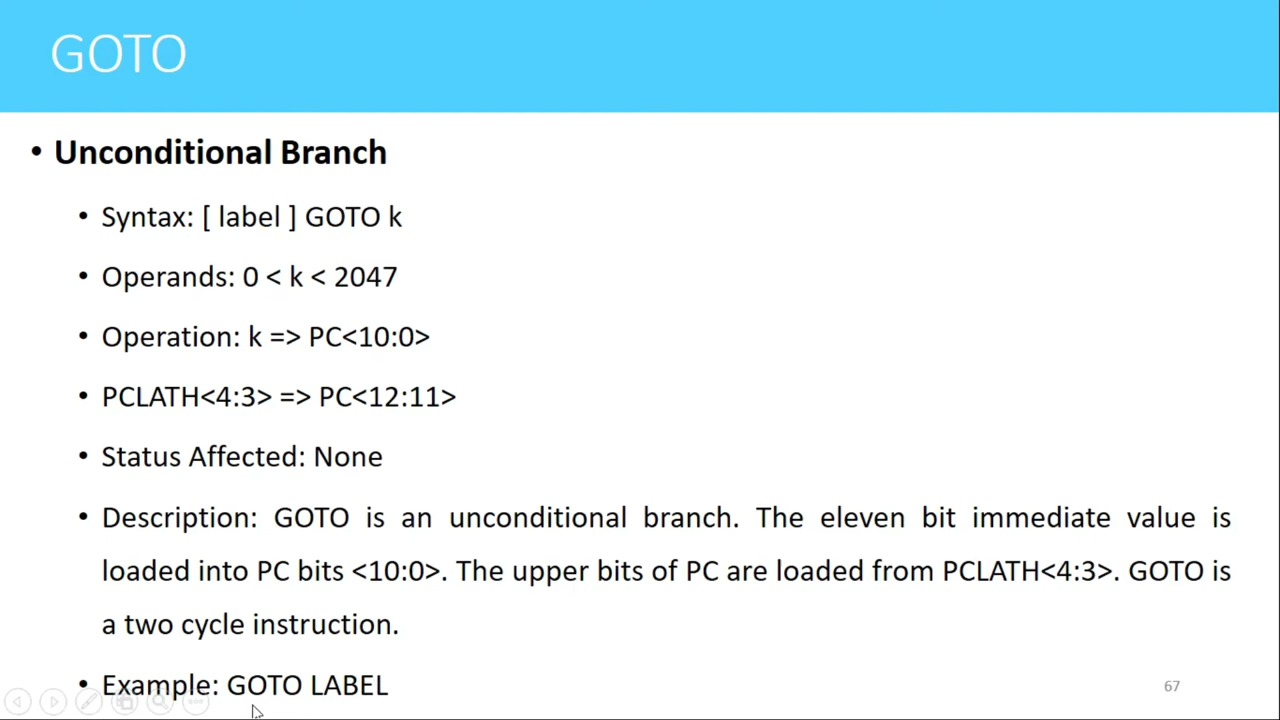 GOTO
• Unconditional Branch
• Syntax: [ label ] GOTO k
• Operands: 0 < k < 2047
• Operation: k => PC<10:0>
• PCLATH<4:3> => PC<12:11>
• Status Affected: None
• Description: GOTO is an unconditional branch. The eleven bit immediate value is
loaded into PC bits <10:0>. The upper bits of PC are loaded from PCLATH<4:3>. GOTO is
a two cycle instruction.
• Example: GOTO LABEL
67